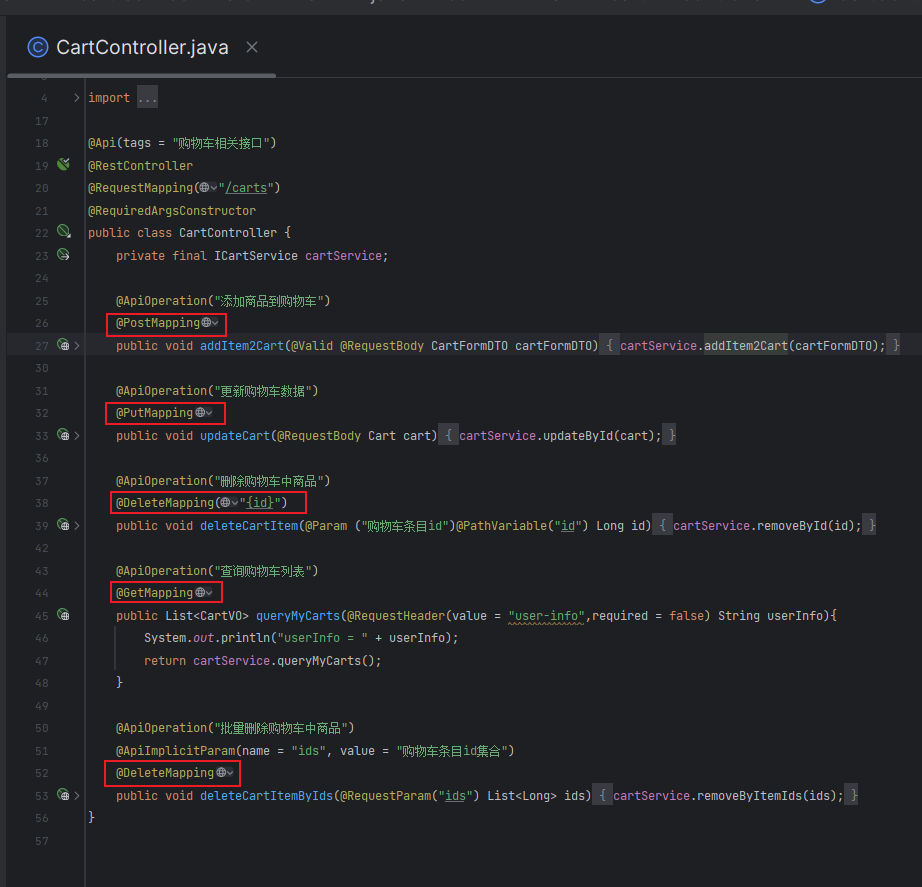 CartController.java
4 import ...
17
18 @Api(tags = "购物车相关接口")
19 @RestController
20 @RequestMapping("/carts")
21 @RequiredArgsConstructor
22 public class CartController {
23 private final ICartService cartService;
24
25 @ApiOperation("添加商品到购物车")
26 @PostMapping
27 public void addItem2Cart(@Valid @RequestBody CartFormDTO cartFormDTO) { cartService.addItem2Cart(cartFormDTO); }
30
31 @ApiOperation("更新购物车数据")
32 @PutMapping
33 public void updateCart(@RequestBody Cart cart) { cartService.updateById(cart); }
36
37 @ApiOperation("删除购物车中商品")
38 @DeleteMapping("{id}")
39 public void deleteCartItem(@Param ("购物车条目id")@PathVariable("id") Long id) { cartService.removeById(id); }
42
43 @ApiOperation("查询购物车列表")
44 @GetMapping
45 public List<CartVO> queryMyCarts(@RequestHeader(value = "user-info",required = false) String userInfo){
46 System.out.println("userInfo = " + userInfo);
47 return cartService.queryMyCarts();
48 }
49
50 @ApiOperation("批量删除购物车中商品")
51 @ApiImplicitParam(name = "ids", value = "购物车条目id集合")
52 @DeleteMapping
53 public void deleteCartItemByIds(@RequestParam("ids") List<Long> ids) { cartService.removeByItemIds(ids); }
56 }
57